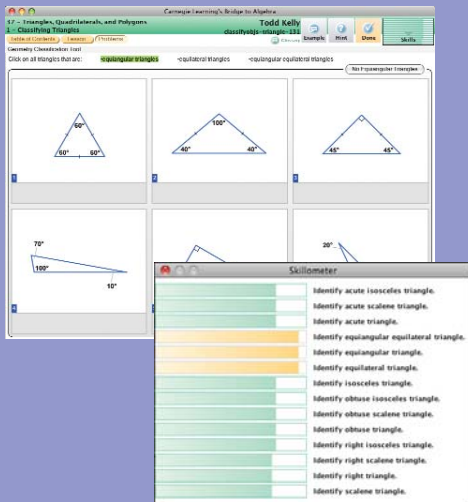 Carnegie Learning's Bridge to Algebra
17 - Triangles, Quadrilaterals, and Polygons
Todd Kelly
1 - Classifying Triangles
classifyobjs-triangle-131
Table of Contents Lesson Problems
Glossary Example Hint Done Skills
Geometry Classification Tool
Click on all triangles that are: -equiangular triangles -equilateral triangles -equiangular equilateral triangles
No Equiangular Triangles
60°
60° 60°
1
100°
40° 40°
2
45° 45°
3
70°
100°
10°
4
20°
Skillometer
Identify acute isosceles triangle.
Identify acute scalene triangle.
Identify acute triangle.
Identify equiangular equilateral triangle.
Identify equiangular triangle.
Identify equilateral triangle.
Identify isosceles triangle.
Identify obtuse isosceles triangle.
Identify obtuse scalene triangle.
Identify obtuse triangle.
Identify right isosceles triangle.
Identify right scalene triangle.
Identify right triangle.
Identify scalene triangle.